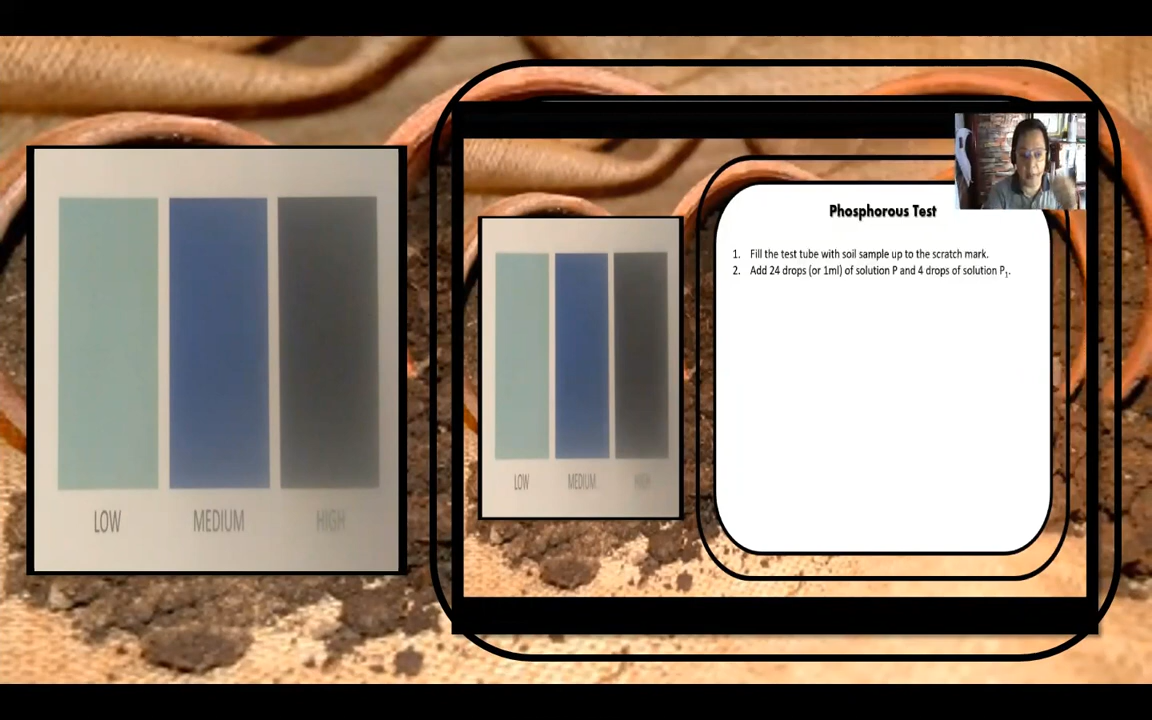 LOW MEDIUM HIGH
Phosphorous Test
1. Fill the test tube with soil sample up to the scratch mark.
2. Add 24 drops (or 1ml) of solution P and 4 drops of solution P₁.
LOW MEDIUM HIGH